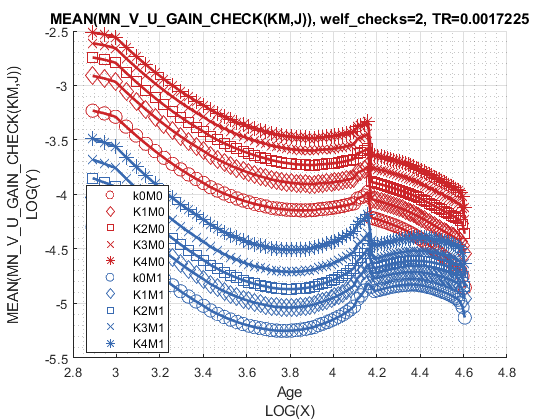 MEAN(MN_V_U_GAIN_CHECK(KM,J)), welf_checks=2, TR=0.0017225
MEAN(MN_V_U_GAIN_CHECK(KM,J))
LOG(Y)
-2.5
-3
-3.5
-4
-4.5
-5
-5.5
k0M0
K1M0
K2M0
K3M0
K4M0
k0M1
K1M1
K2M1
K3M1
K4M1
2.8 3 3.2 3.4 3.6 3.8 4 4.2 4.4 4.6 4.8
Age
LOG(X)